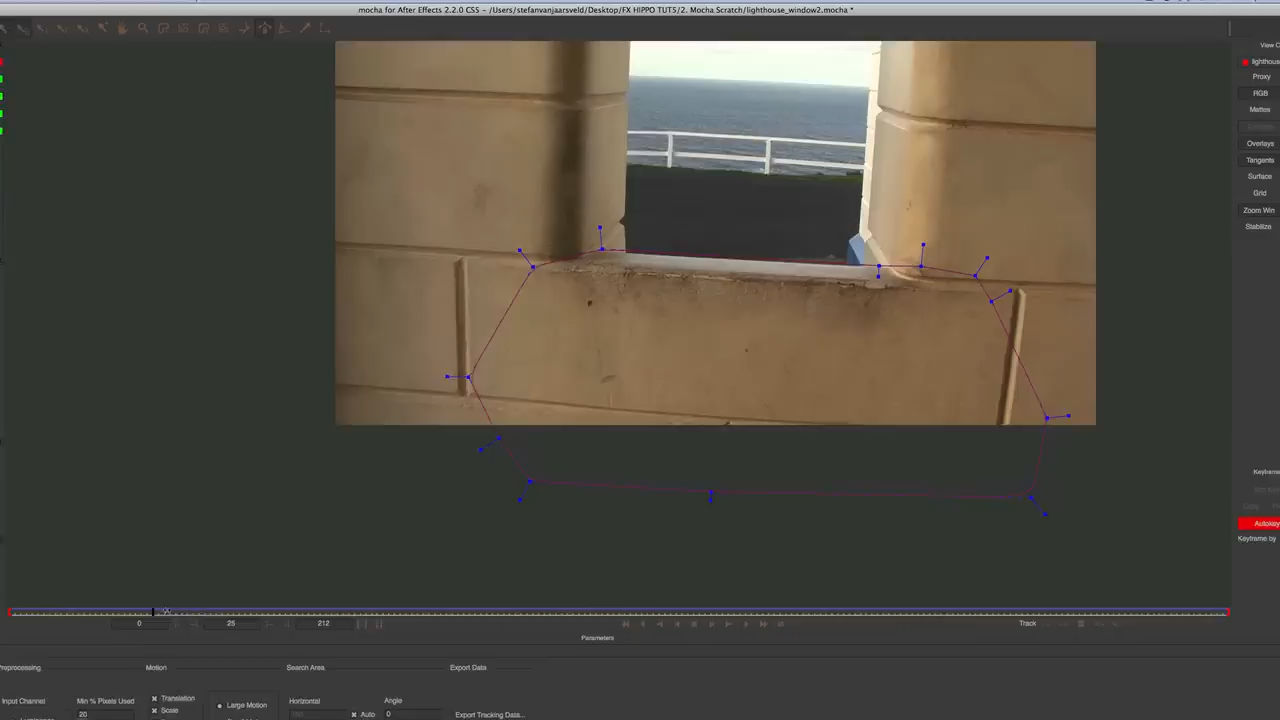 mocha for After Effects 2.2.0 CS5 - /Users/stefanvanjaarsveld/Desktop/FX HIPPO TUTS/2. Mocha Scratch/lighthouse_window2.mocha *
View C
lighthous
Proxy
RGB
Mattes
Overlays
Tangents
Surface
Grid
Zoom Win
Stabilize
Keyframe
Autokey
Keyframe by
0 25 212 Track
Parameters
Preprocessing Motion Search Area Export Data
Input Channel Min % Pixels Used Translation Large Motion Horizontal Angle
20 Scale Auto 0 Export Tracking Data...